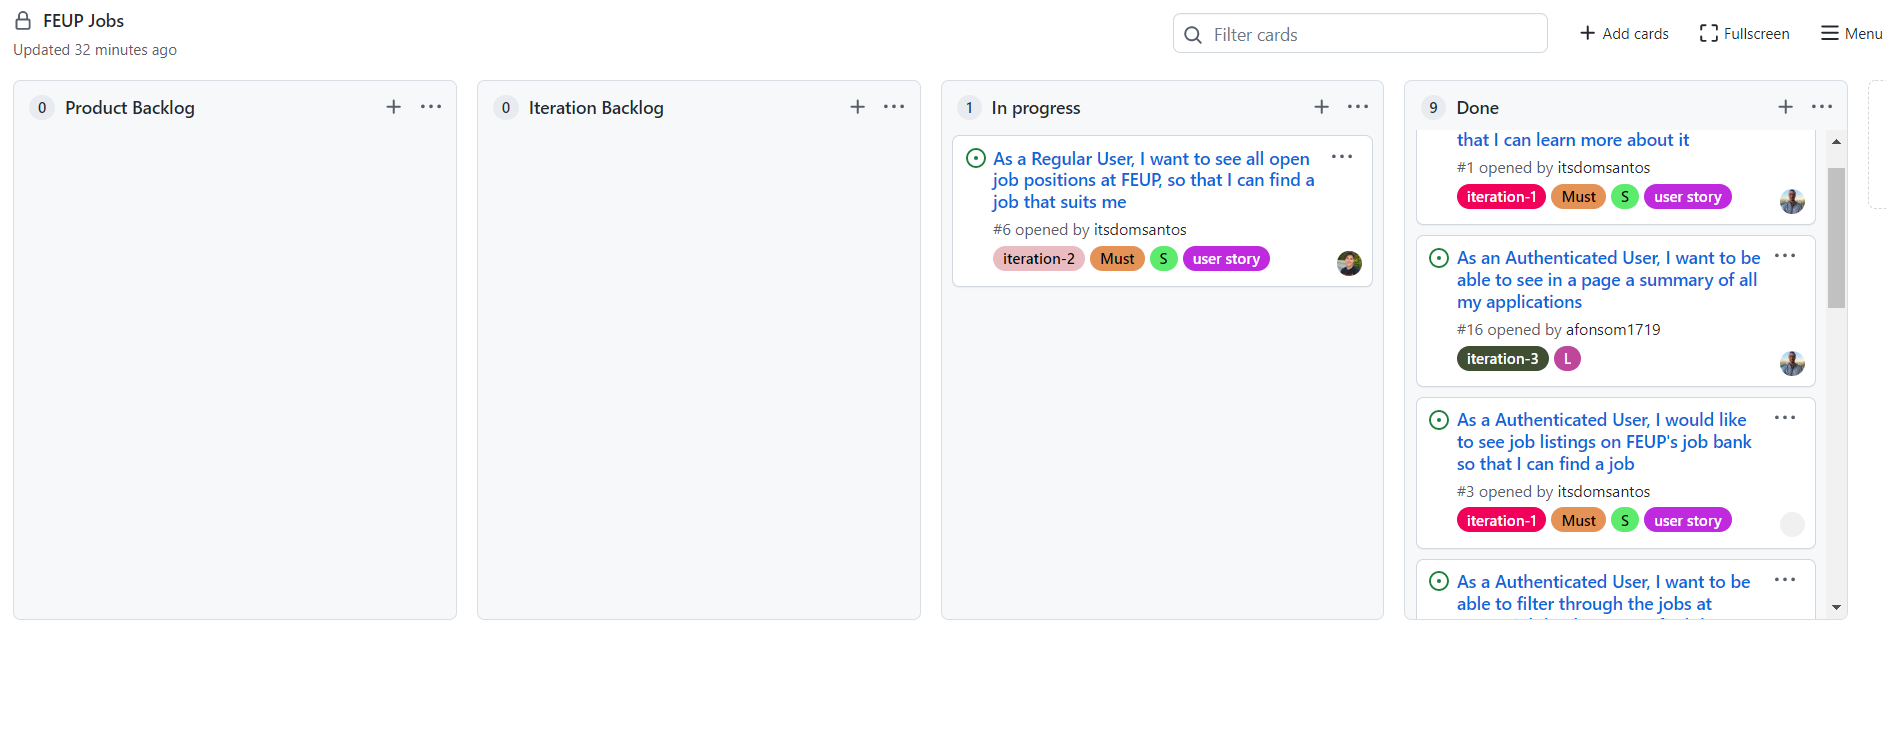 FEUP Jobs
Updated 32 minutes ago
Filter cards
Add cards
Fullscreen
Menu
0 Product Backlog
0 Iteration Backlog
1 In progress
As a Regular User, I want to see all open
job positions at FEUP, so that I can find a
job that suits me
#6 opened by itsdomsantos
iteration-2 Must S user story
9 Done
that I can learn more about it
#1 opened by itsdomsantos
iteration-1 Must S user story
As an Authenticated User, I want to be
able to see in a page a summary of all
my applications
#16 opened by afonsom1719
iteration-3 L
As a Authenticated User, I would like
to see job listings on FEUP's job bank
so that I can find a job
#3 opened by itsdomsantos
iteration-1 Must S user story
As a Authenticated User, I want to be
able to filter through the jobs at